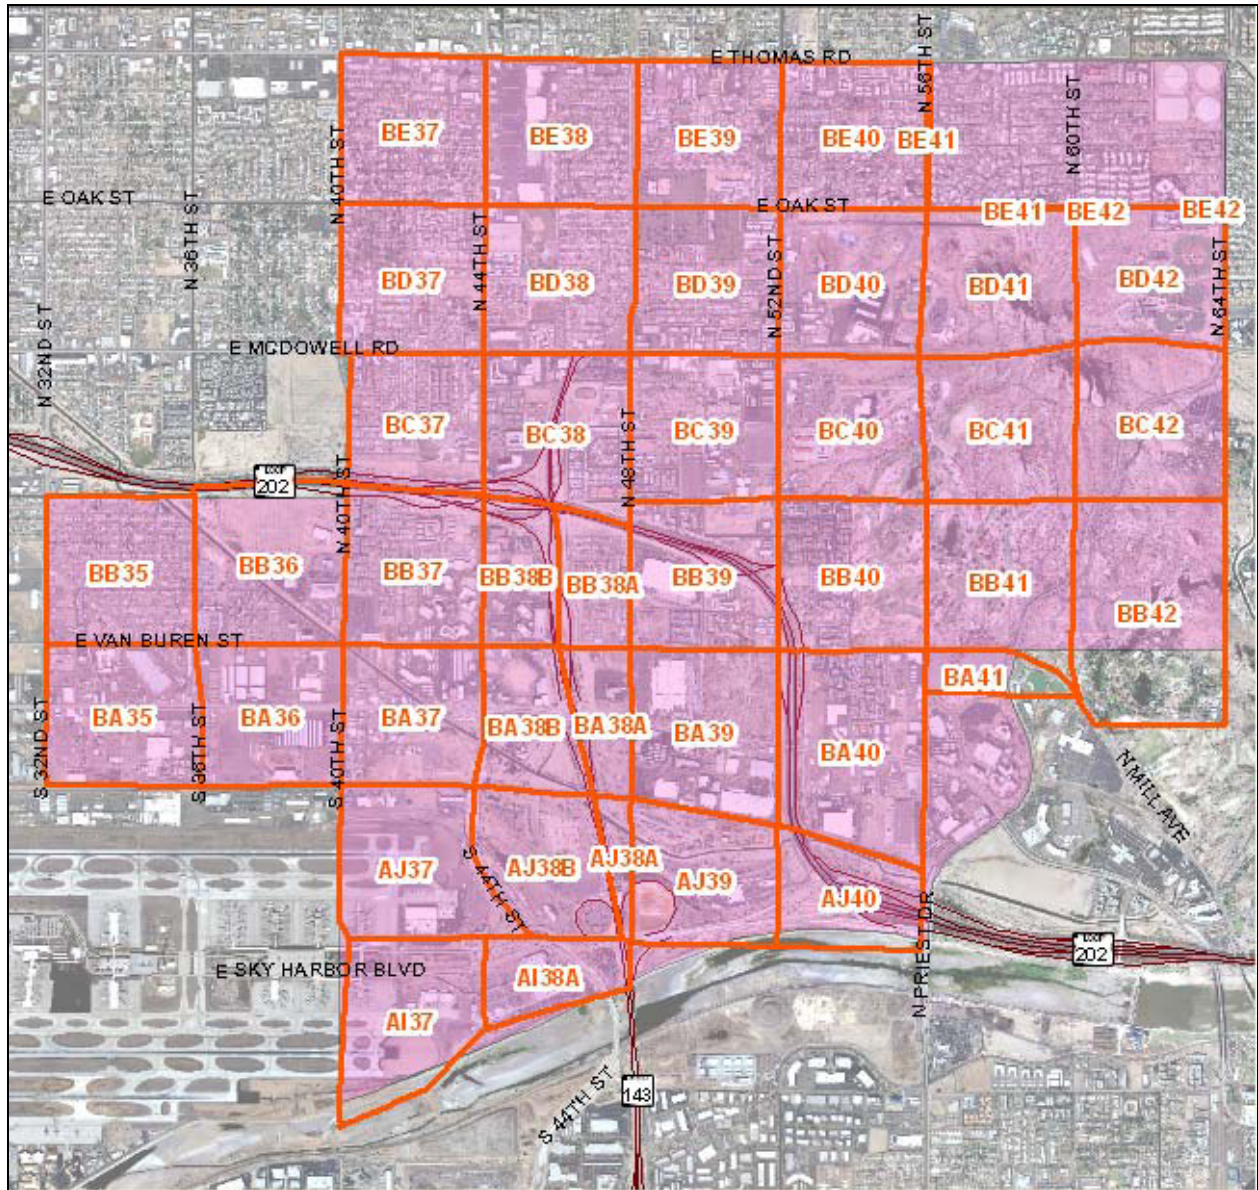 E THOMAS RD
N 56TH ST
BE37
BE38
BE39
BE40
BE41
N 60TH ST
N 40TH ST
E OAK ST
E OAK ST
BE41
BE42
BE42
N 36TH ST
N 44TH ST
N 52ND ST
N 64TH ST
BD37
BD38
BD39
BD40
BD41
BD42
N 32ND ST
E MCDOWELL RD
BC37
BC38
N 48TH ST
BC39
BC40
BC41
BC42
LOOP
202
N 40TH ST
BB35
BB36
BB37
BB38B
BB38A
BB39
BB40
BB41
BB42
E VAN BUREN ST
BA41
S 32ND ST
BA35
S 36TH ST
BA36
S 40TH ST
BA37
BA38B
BA38A
BA39
BA40
N MILL AVE
AJ37
S 44TH ST
AJ38B
AJ38A
AJ39
AJ40
N PRIEST DR
LOOP
202
E SKY HARBOR BLVD
AI38A
AI37
S 44TH ST
143